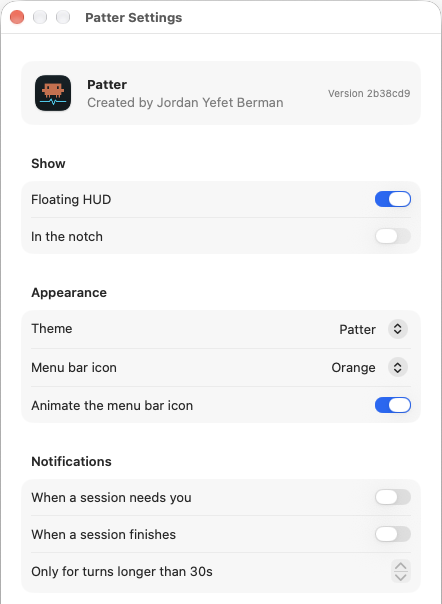 Patter Settings
Patter
Created by Jordan Yefet Berman
Version 2b38cd9
Show
Floating HUD
In the notch
Appearance
Theme
Patter
Menu bar icon
Orange
Animate the menu bar icon
Notifications
When a session needs you
When a session finishes
Only for turns longer than 30s